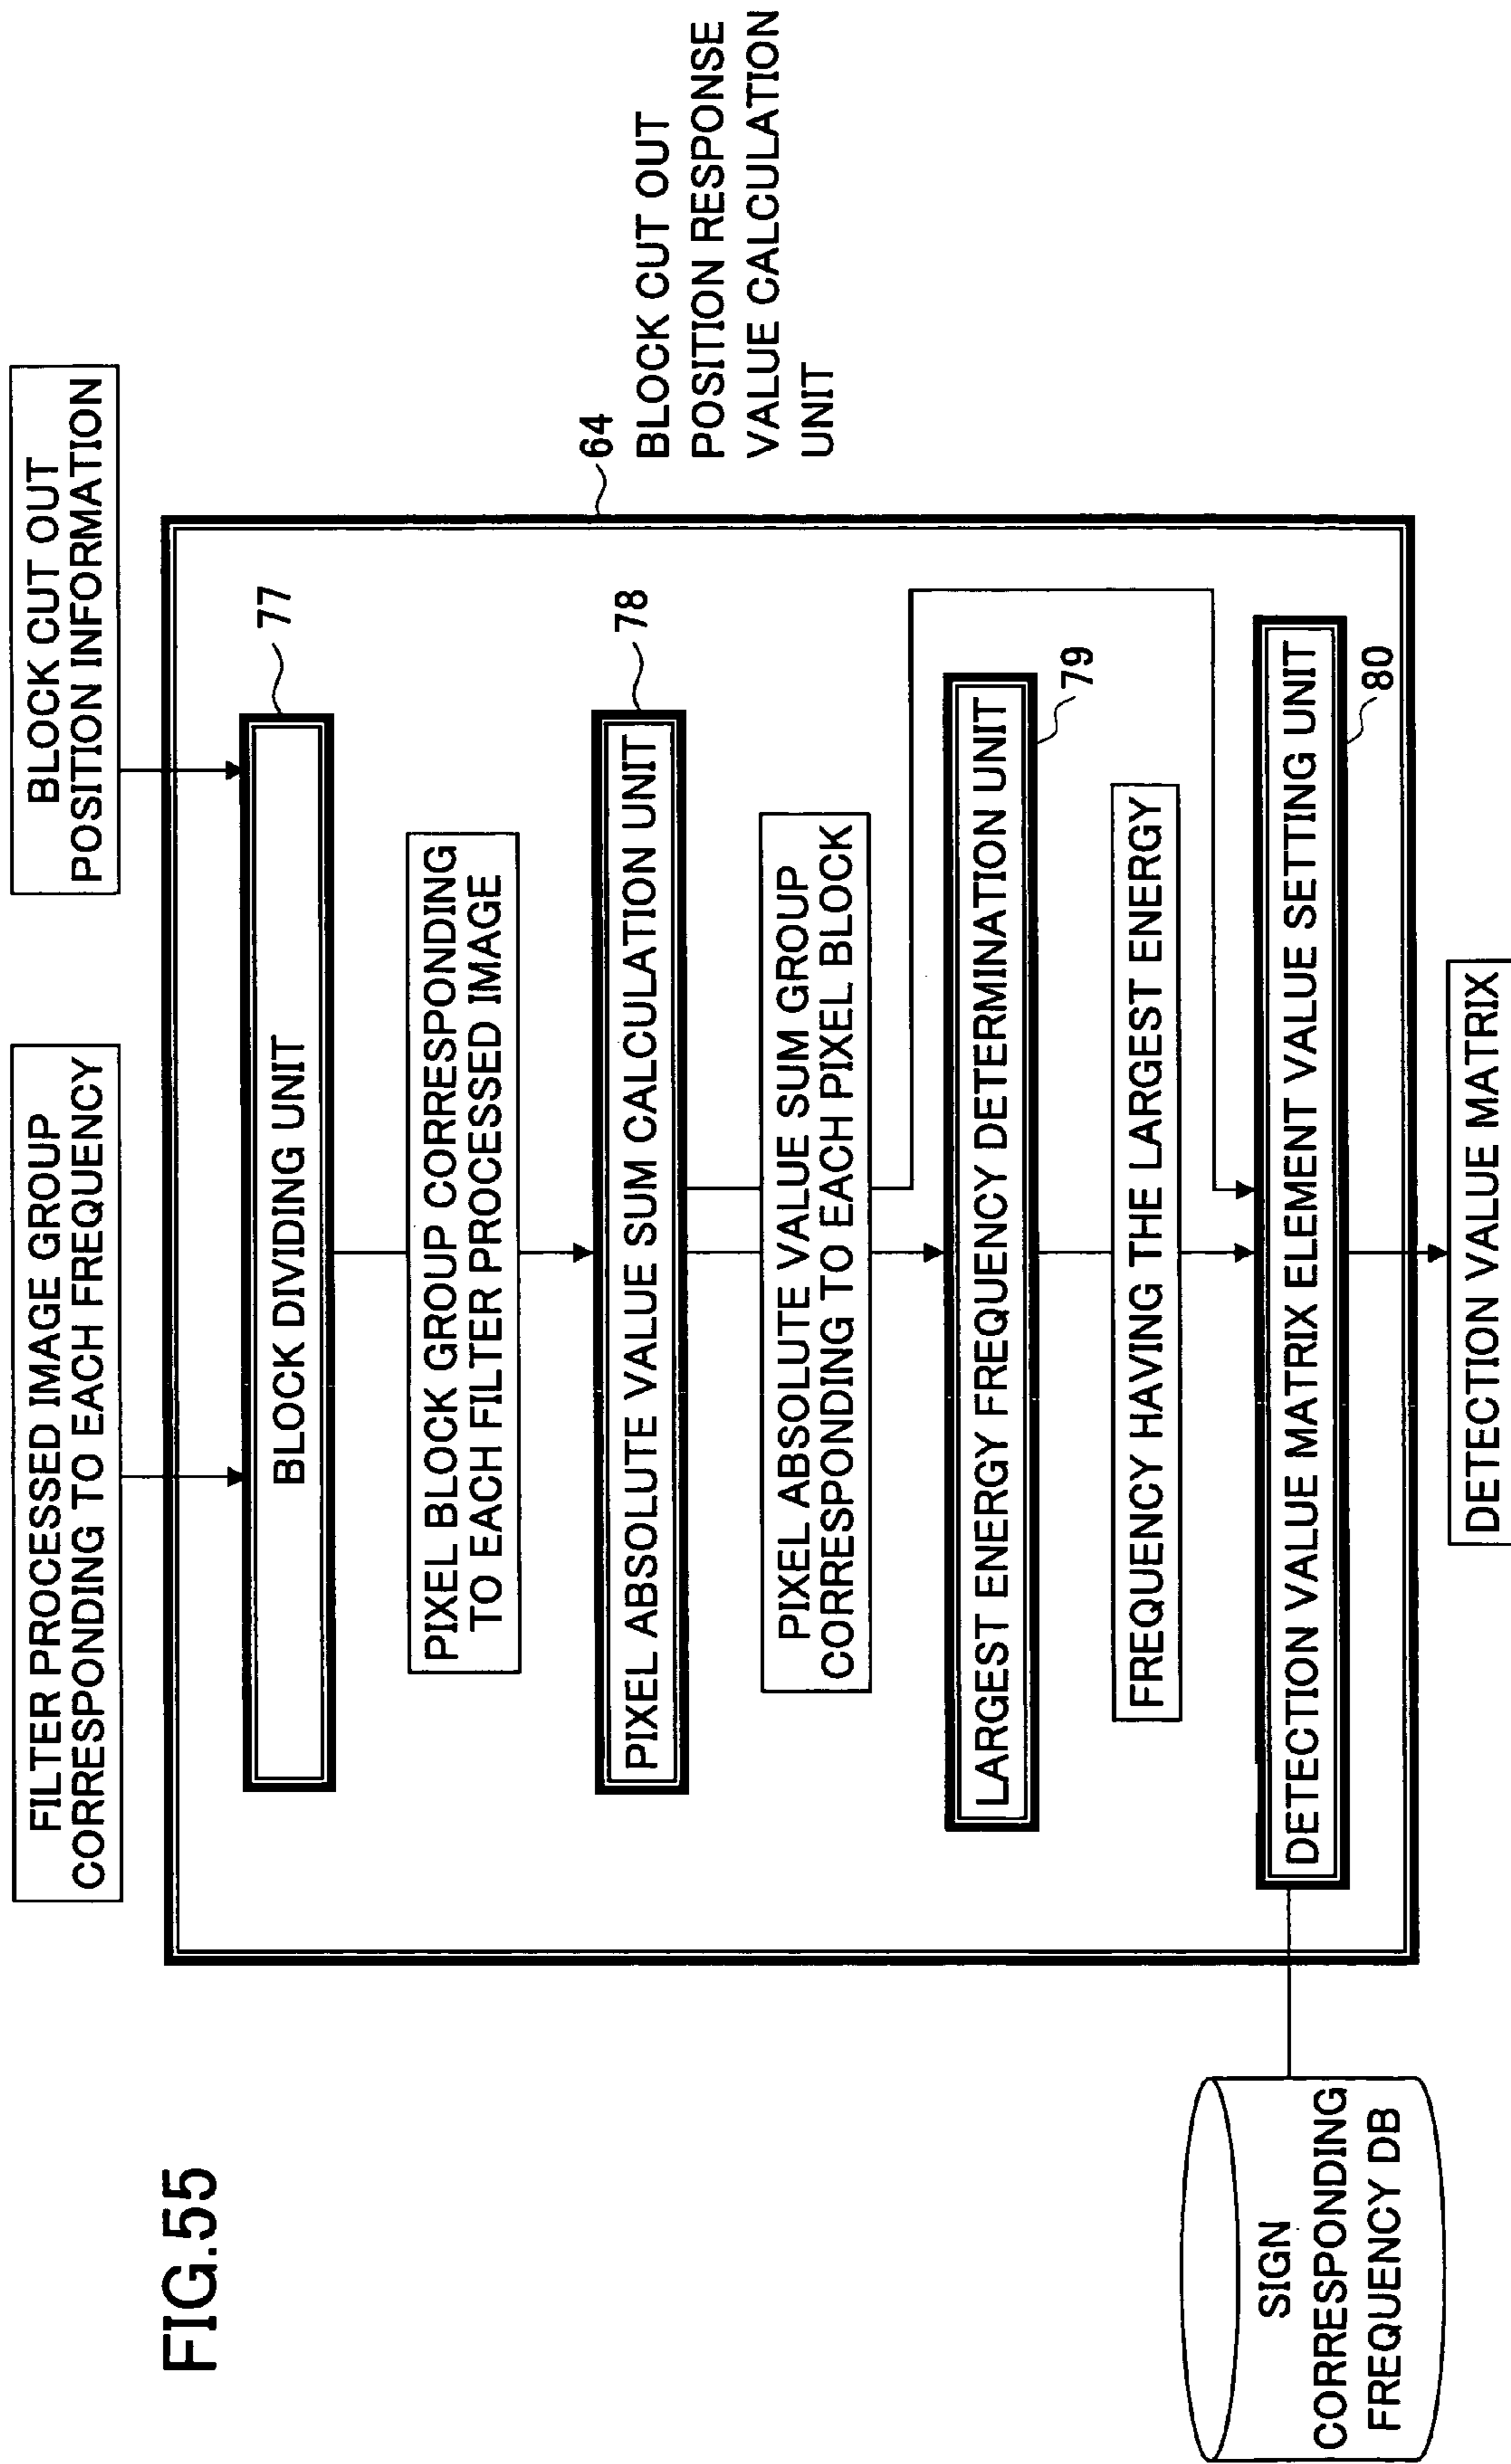 FIG.55
FILTER PROCESSED IMAGE GROUP
CORRESPONDING TO EACH FREQUENCY
BLOCK CUT OUT
POSITION INFORMATION
77
BLOCK DIVIDING UNIT
PIXEL BLOCK GROUP CORRESPONDING
TO EACH FILTER PROCESSED IMAGE
64
BLOCK CUT OUT
POSITION RESPONSE
VALUE CALCULATION
UNIT
78
PIXEL ABSOLUTE VALUE SUM CALCULATION UNIT
PIXEL ABSOLUTE VALUE SUM GROUP
CORRESPONDING TO EACH PIXEL BLOCK
LARGEST ENERGY FREQUENCY DETERMINATION UNIT
79
FREQUENCY HAVING THE LARGEST ENERGY
SIGN
CORRESPONDING
FREQUENCY DB
DETECTION VALUE MATRIX ELEMENT VALUE SETTING UNIT
80
DETECTION VALUE MATRIX